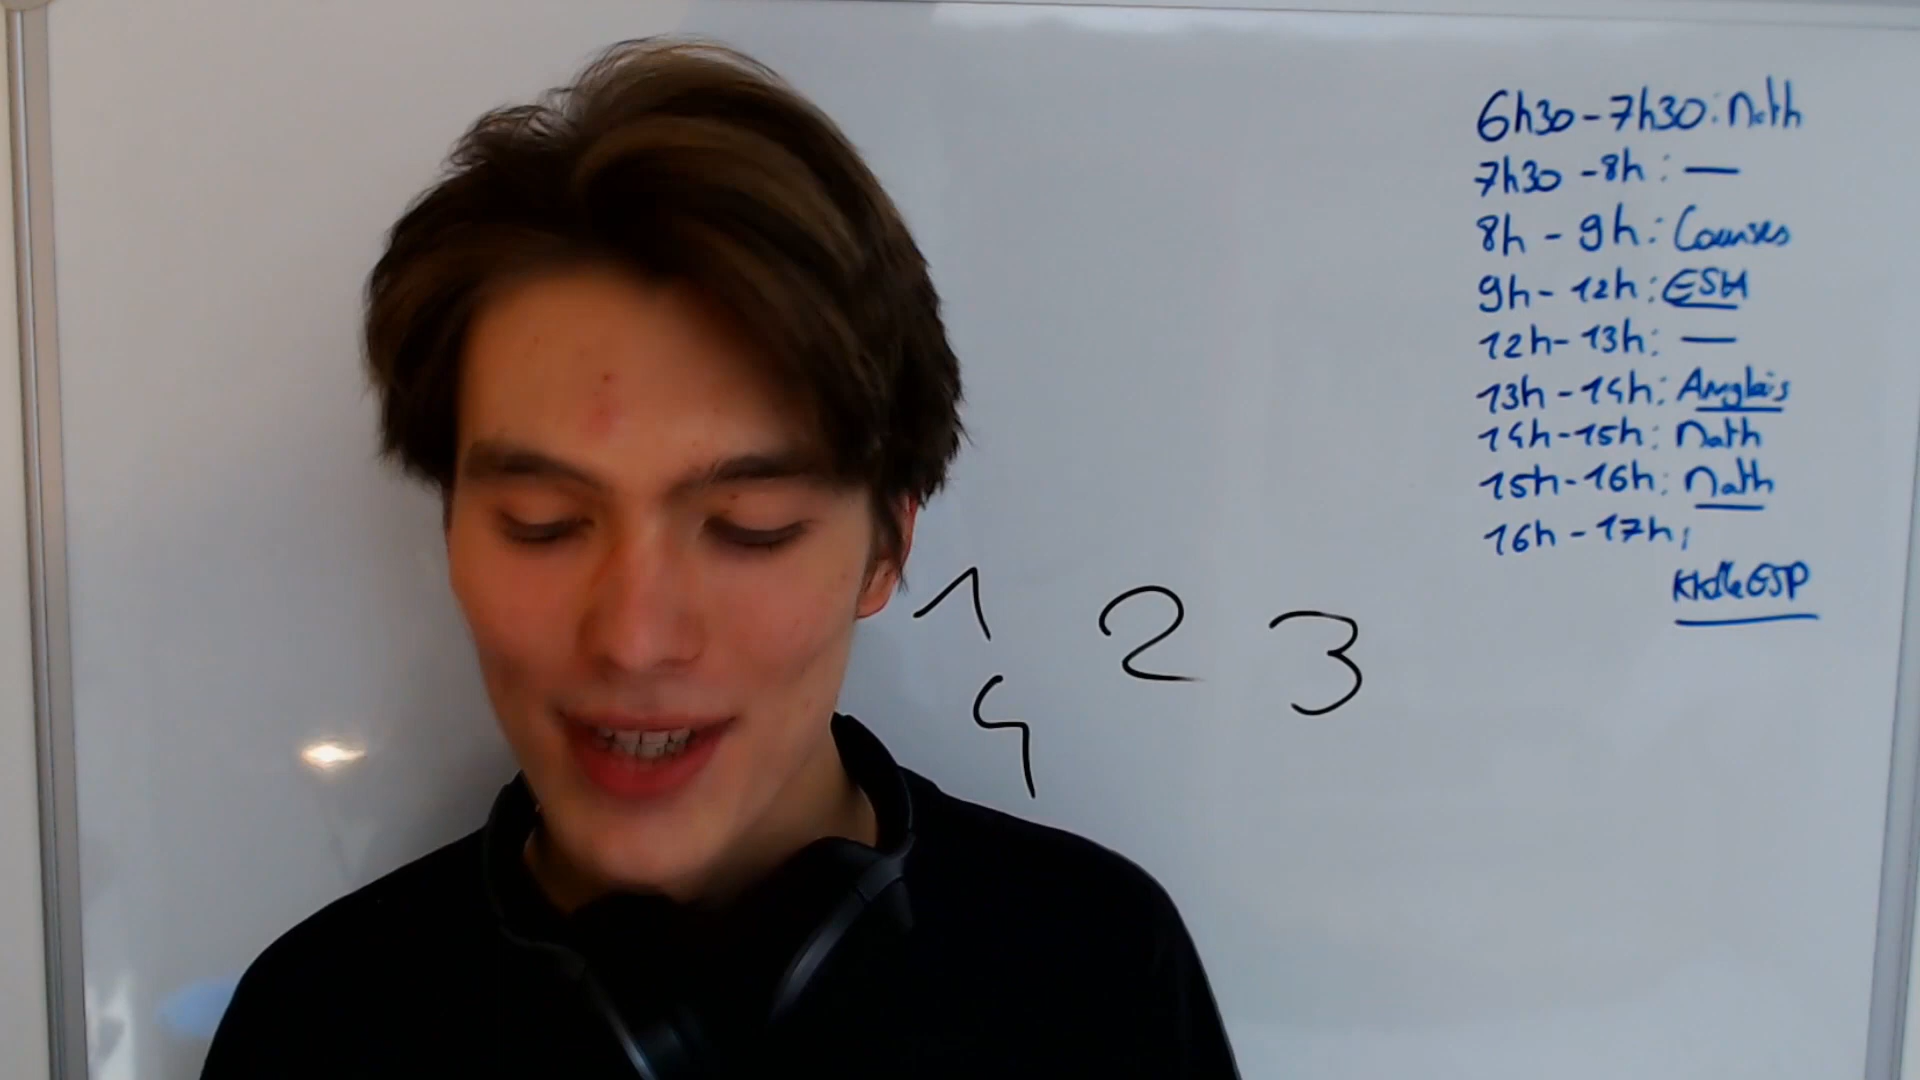 6h30-7h30: Math
7h30-8h: —
8h-9h: Courses
9h-12h: ESH
12h-13h: —
13h-14h: Anglais
14h-15h: Math
15h-16h: Math
16h-17h:
1 2 3
4